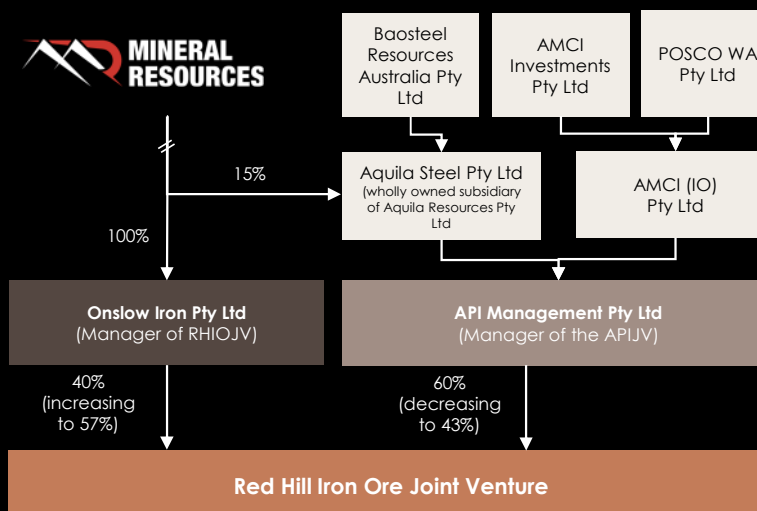 MINERAL
RESOURCES
Baosteel
Resources
Australia Pty
Ltd
AMCI
Investments
Pty Ltd
POSCO WA
Pty Ltd
15%
Aquila Steel Pty Ltd
(wholly owned subsidiary
of Aquila Resources Pty
Ltd
AMCI (IO)
Pty Ltd
100%
Onslow Iron Pty Ltd
(Manager of RHIOJV)
API Management Pty Ltd
(Manager of the APIJV)
40%
(increasing
to 57%)
60%
(decreasing
to 43%)
Red Hill Iron Ore Joint Venture